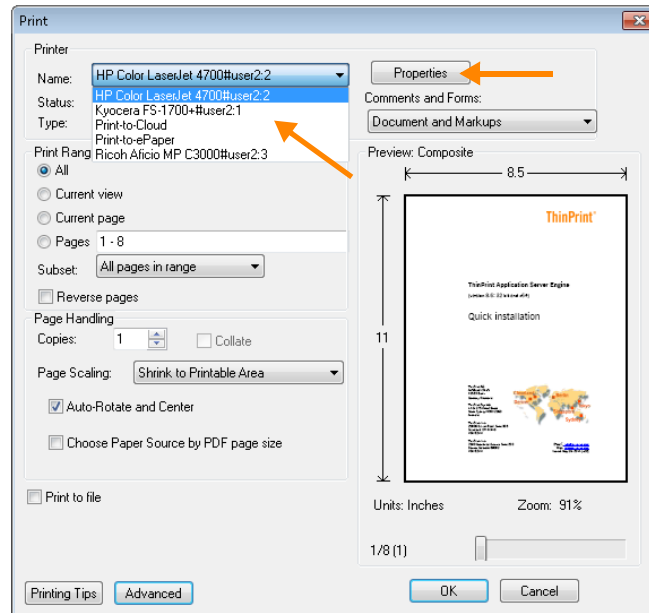 Print
Printer
Name: HP Color LaserJet 4700#user2:2
Properties
HP Color LaserJet 4700#user2:2
Kyocera FS-1700+#user2:1
Print-to-Cloud
Print-to-ePaper
Ricoh Aficio MP C3000#user2:3
Status:
Type:
Comments and Forms:
Document and Markups
Print Rang
All
Current view
Current page
Pages 1 - 8
Subset: All pages in range
Reverse pages
Page Handling
Copies: 1 Collate
Page Scaling: Shrink to Printable Area
Auto-Rotate and Center
Choose Paper Source by PDF page size
Print to file
Preview: Composite
8.5
11
ThinPrint
ThinPrint Application Server Engine
Quick installation
Units: Inches Zoom: 91%
1/8 (1)
Printing Tips Advanced OK Cancel